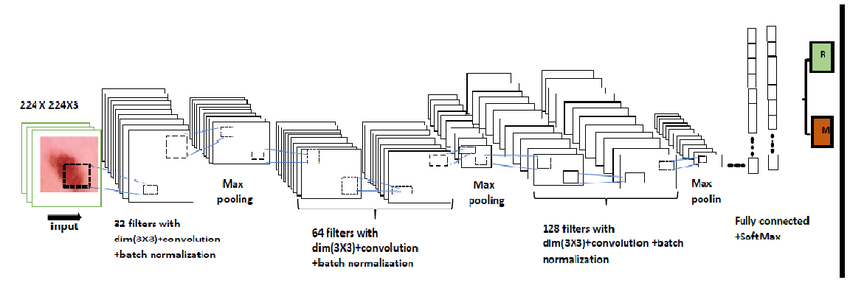 224 X 224X3
input
32 filters with
dim(3X3)+convolution
+batch normalization
Max
pooling
64 filters with
dim(3X3)+convolution
+batch normalization
Max
pooling
128 filters with
dim(3X3)+convolution +batch
normalization
Max
poolin
Fully connected
+SoftMax
R
M